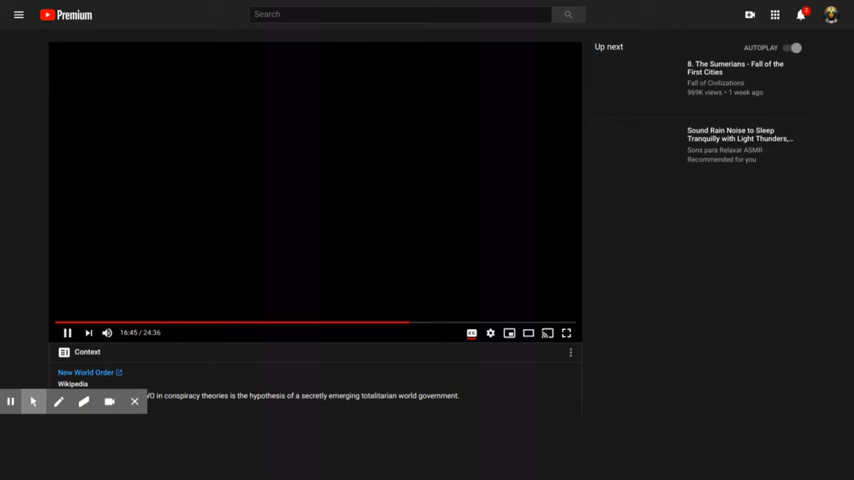 Premium
Search
2
Up next
AUTOPLAY
8. The Sumerians - Fall of the
First Cities
Fall of Civilizations
969K views • 1 week ago
Sound Rain Noise to Sleep
Tranquilly with Light Thunders,...
Sons para Relaxar ASMR
Recommended for you
16:45 / 24:36
CC
Context
New World Order
Wikipedia
WO in conspiracy theories is the hypothesis of a secretly emerging totalitarian world government.